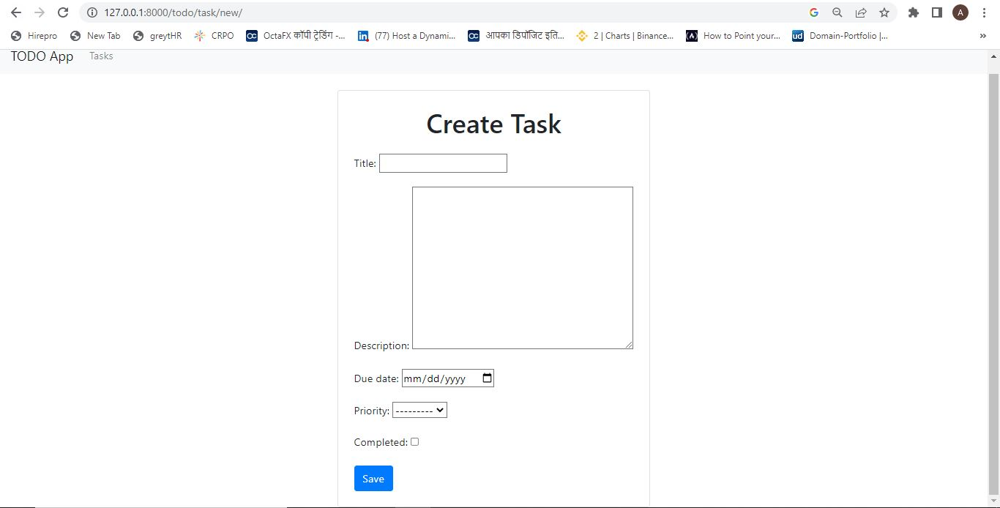 127.0.0.1:8000/todo/task/new/ A
Hirepro New Tab greytHR CRPO OctaFX कॉपी ट्रेडिंग -... (77) Host a Dynami... आपका डिपॉजिट इति... 2 | Charts | Binance... How to Point your... Domain-Portfolio |... »
TODO App Tasks
Create Task
Title:
Description:
Due date: mm/dd/yyyy
Priority: ---------
Completed:
Save